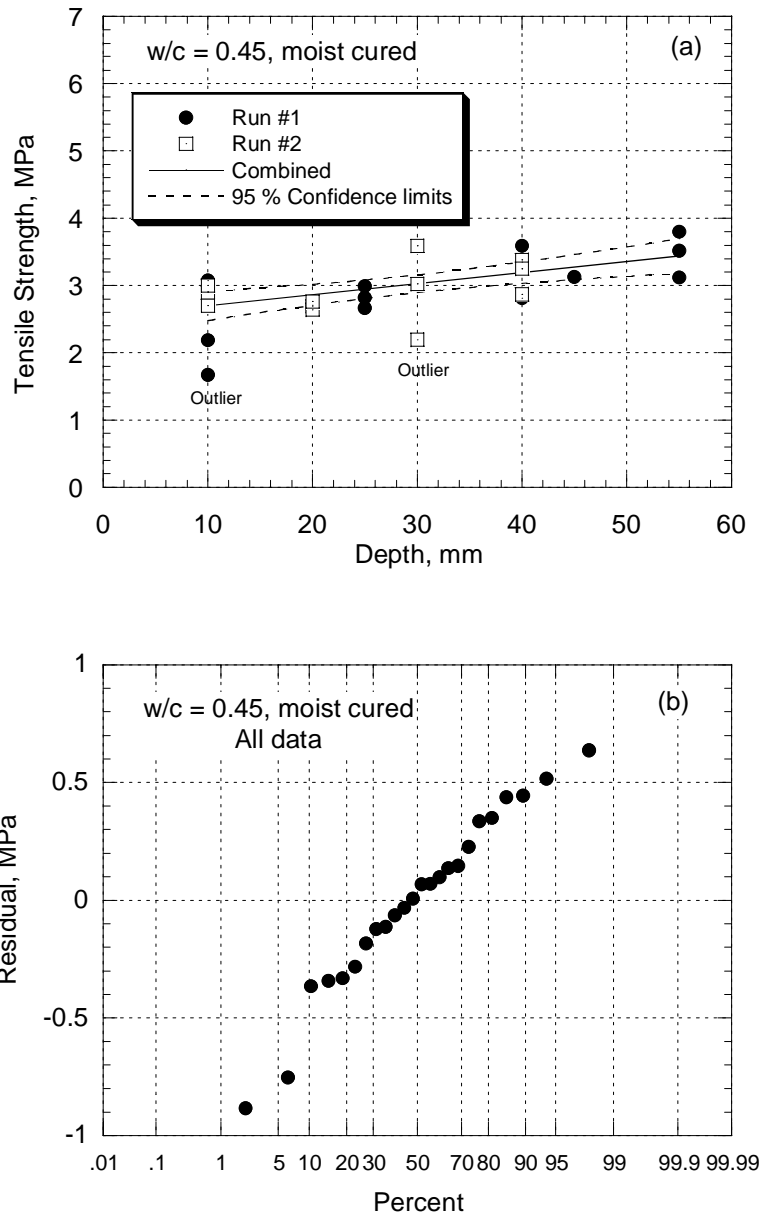 7
w/c = 0.45, moist cured
(a)
6
Run #1
Run #2
Combined
95 % Confidence limits
5
4
3
2
Outlier
Outlier
1
0
0 10 20 30 40 50 60
Tensile Strength, MPa
Depth, mm
1
w/c = 0.45, moist cured
(b)
All data
0.5
0
-0.5
-1
.01 .1 1 5 10 20 30 50 70 80 90 95 99 99.9 99.99
Residual, MPa
Percent